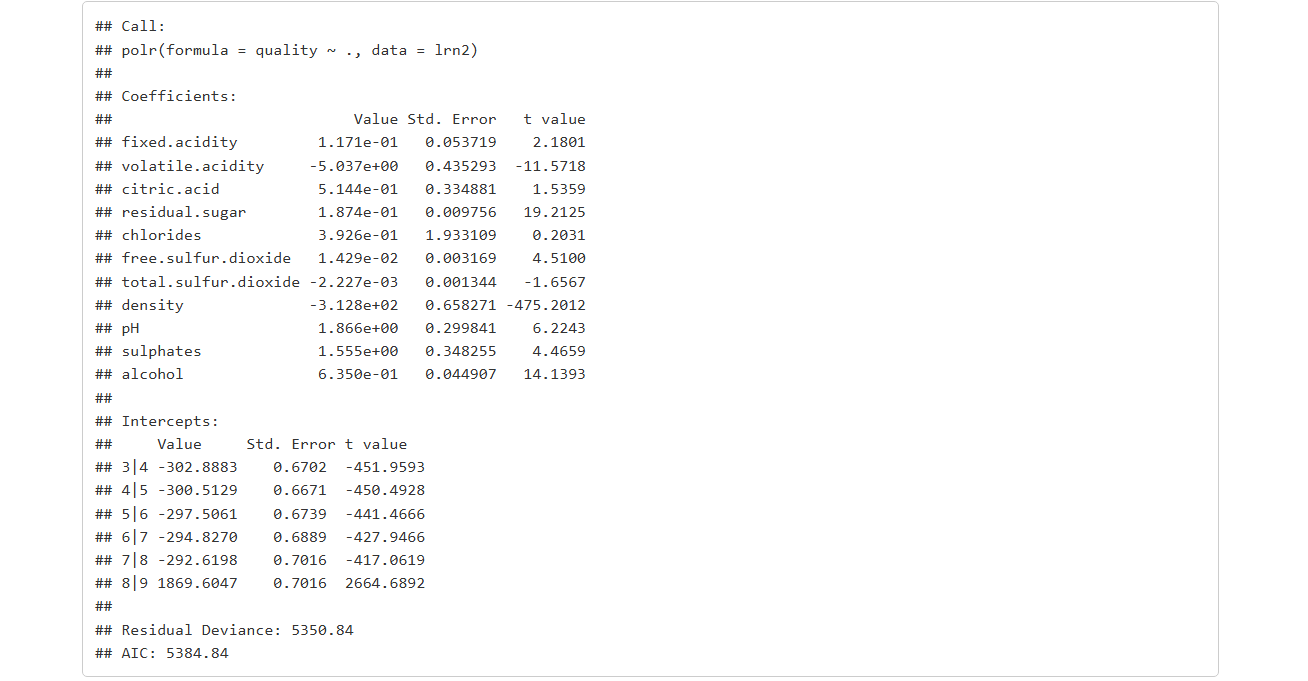 ## Call:
## polr(formula = quality ~ ., data = lrn2)
##
## Coefficients:
##                           Value Std. Error   t value
## fixed.acidity         1.171e-01   0.053719    2.1801
## volatile.acidity     -5.037e+00   0.435293  -11.5718
## citric.acid           5.144e-01   0.334881    1.5359
## residual.sugar        1.874e-01   0.009756   19.2125
## chlorides             3.926e-01   1.933109    0.2031
## free.sulfur.dioxide   1.429e-02   0.003169    4.5100
## total.sulfur.dioxide -2.227e-03   0.001344   -1.6567
## density              -3.128e+02   0.658271 -475.2012
## pH                    1.866e+00   0.299841    6.2243
## sulphates             1.555e+00   0.348255    4.4659
## alcohol               6.350e-01   0.044907   14.1393
##
## Intercepts:
##     Value     Std. Error t value
## 3|4 -302.8883    0.6702  -451.9593
## 4|5 -300.5129    0.6671  -450.4928
## 5|6 -297.5061    0.6739  -441.4666
## 6|7 -294.8270    0.6889  -427.9466
## 7|8 -292.6198    0.7016  -417.0619
## 8|9 1869.6047    0.7016  2664.6892
##
## Residual Deviance: 5350.84
## AIC: 5384.84